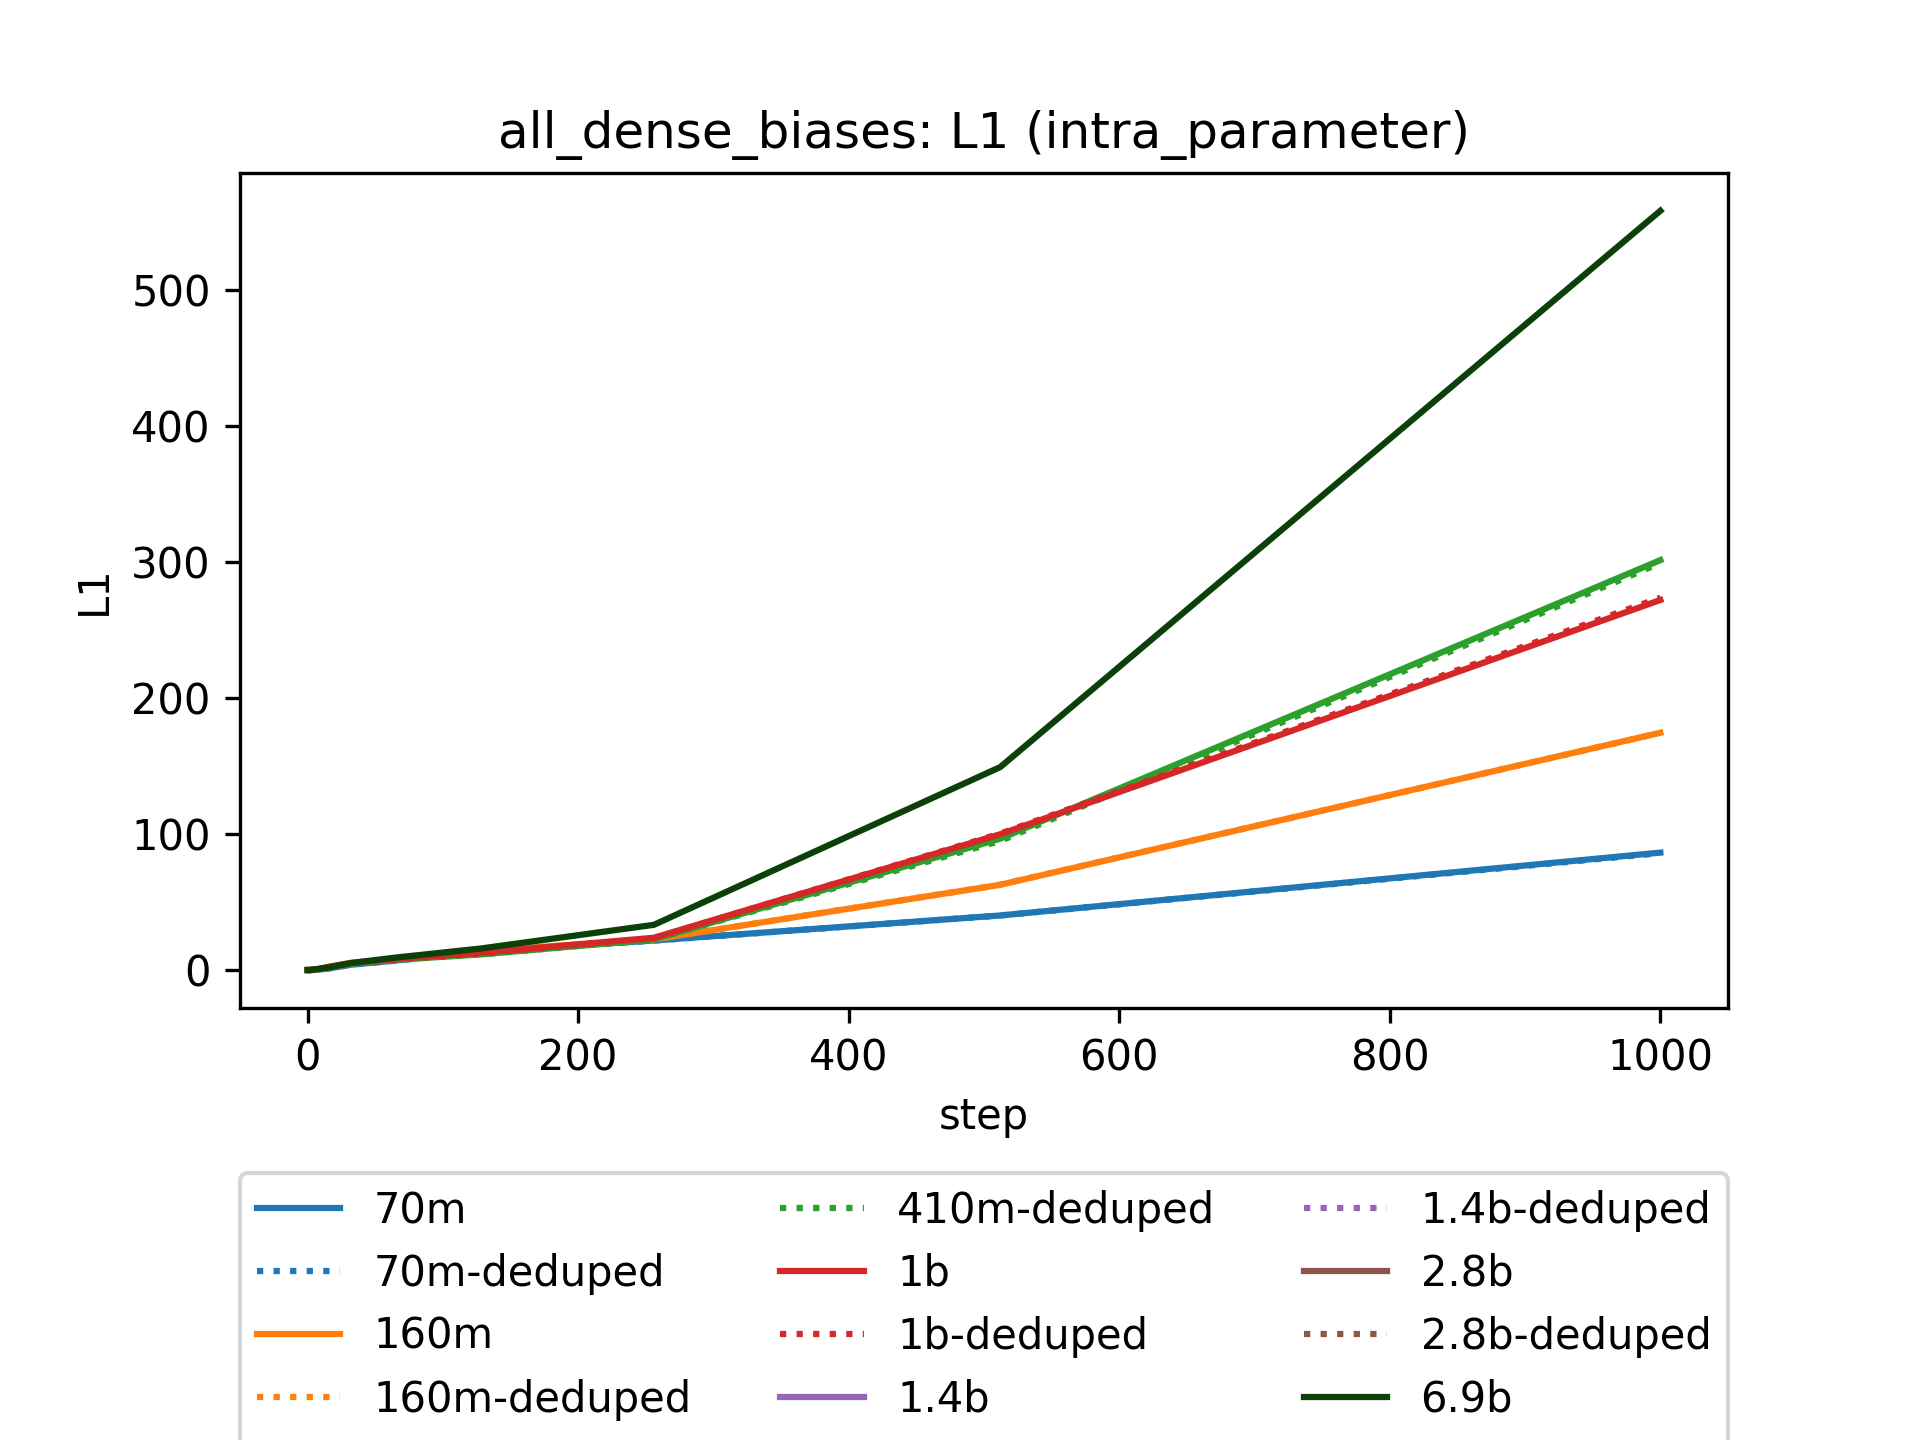 all_dense_biases: L1 (intra_parameter)
500
400
300
200
100
0
L1
0 200 400 600 800 1000
step
70m
70m-deduped
160m
160m-deduped
410m-deduped
1b
1b-deduped
1.4b
1.4b-deduped
2.8b
2.8b-deduped
6.9b